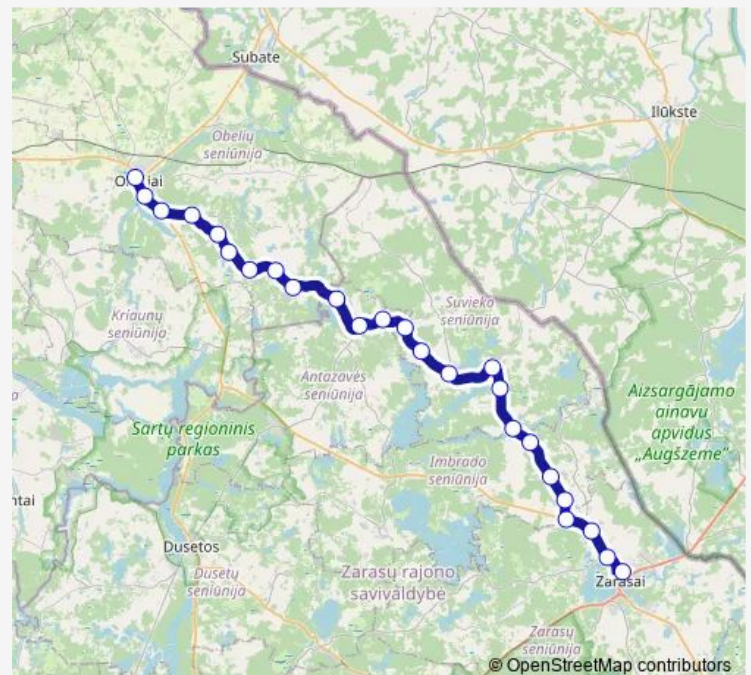 Subate
Ilūkste
Obelių
seniūnija
Kriaunų
seniūnija
Suvieko
seniūnija
Antazavės
seniūnija
Aizsargājamo
ainavu
apvidus
„Augšzeme"
Sartų regioninis
parkas
Imbrado
seniūnija
ntai
Dusetos
Dusetų
seniūnija
Zarasų rajono
savivaldybė
Zarasai
Zarasų
seniūnija
© OpenStreetMap contributors